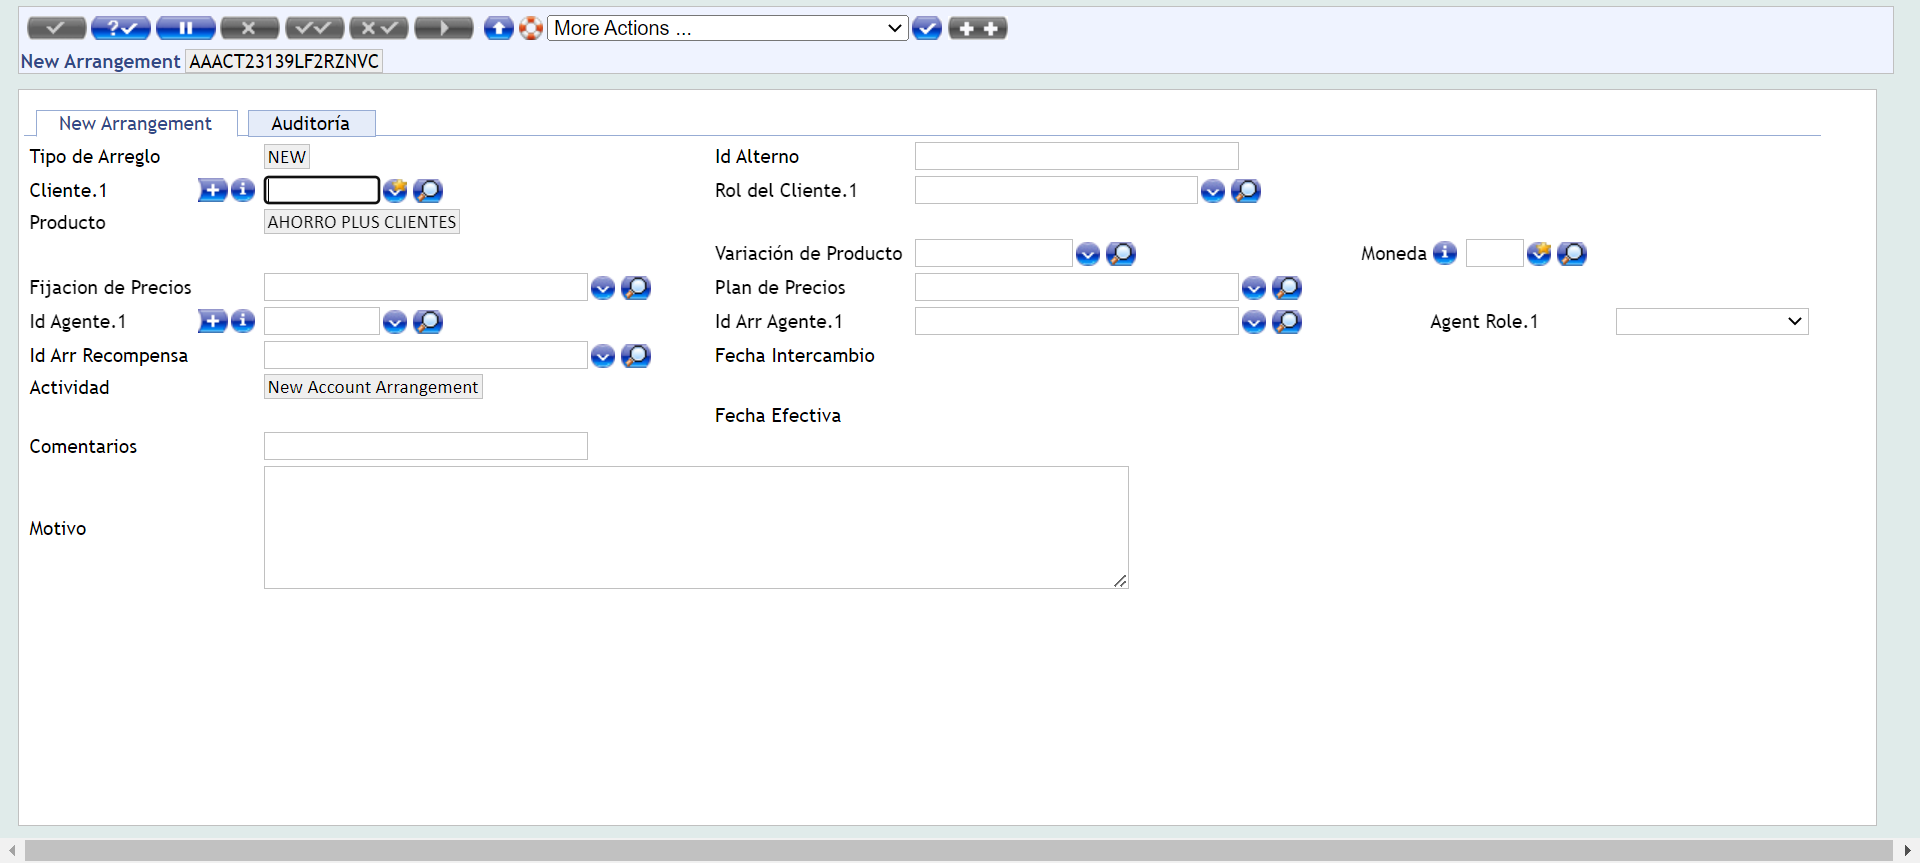 More Actions ...
New Arrangement AAACT23139LF2RZNVC
New Arrangement Auditoría
Tipo de Arreglo NEW Id Alterno
Cliente.1 Rol del Cliente.1
Producto AHORRO PLUS CLIENTES
Variación de Producto Moneda
Fijacion de Precios Plan de Precios
Id Agente.1 Id Arr Agente.1 Agent Role.1
Id Arr Recompensa Fecha Intercambio
Actividad New Account Arrangement
Fecha Efectiva
Comentarios
Motivo